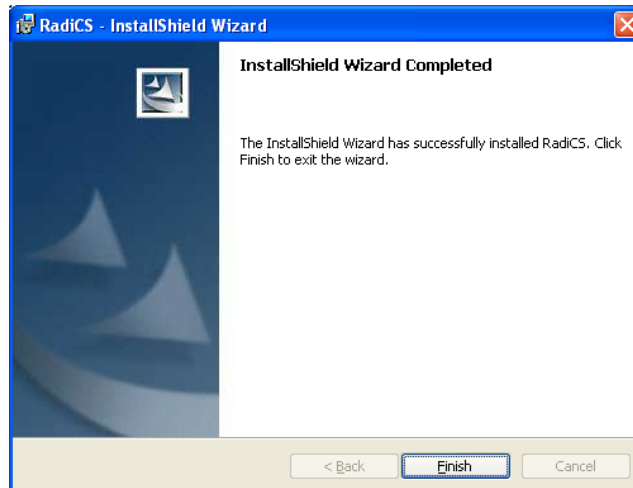 RadiCS - InstallShield Wizard
InstallShield Wizard Completed
The InstallShield Wizard has successfully installed RadiCS. Click
Finish to exit the wizard.
< Back
Finish
Cancel